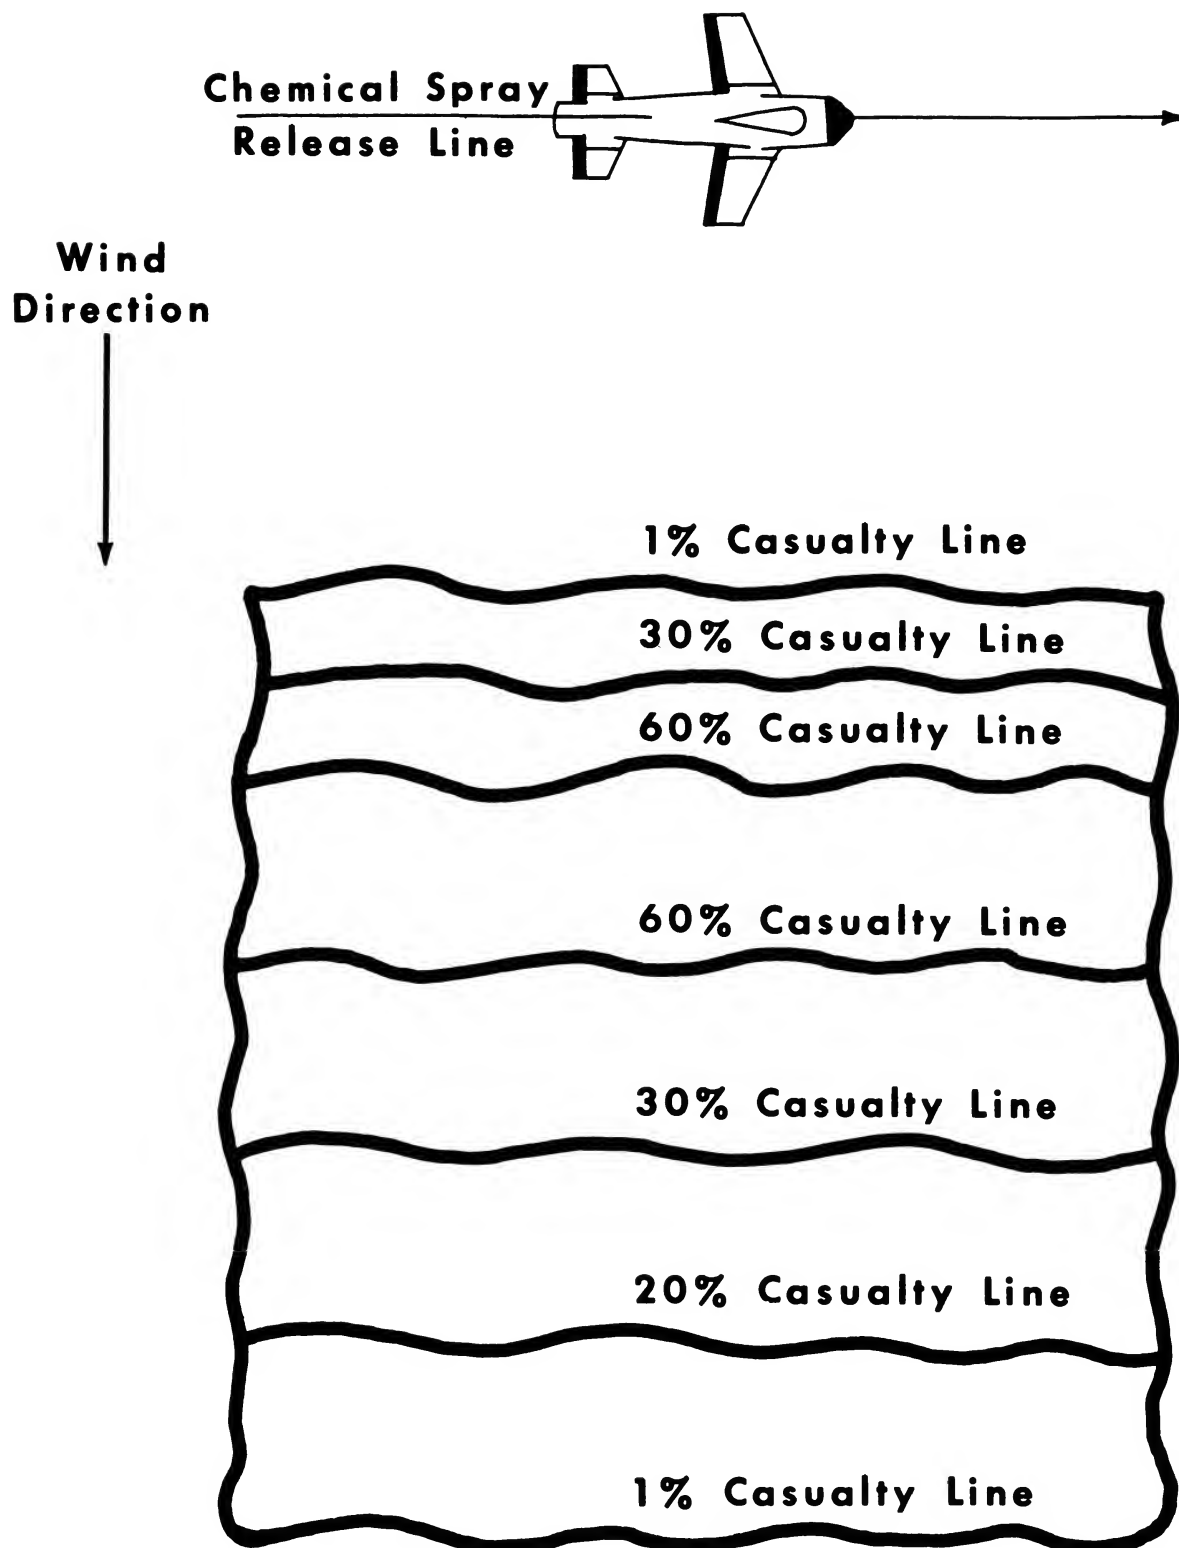 Chemical Spray
Release Line
Wind
Direction
1% Casualty Line
30% Casualty Line
60% Casualty Line
60% Casualty Line
30% Casualty Line
20% Casualty Line
1% Casualty Line